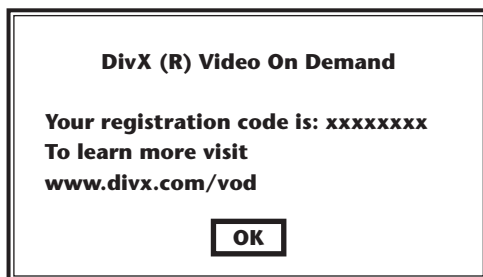 DivX (R) Video On Demand
Your registration code is: xxxxxxxx
To learn more visit
www.divx.com/vod
OK